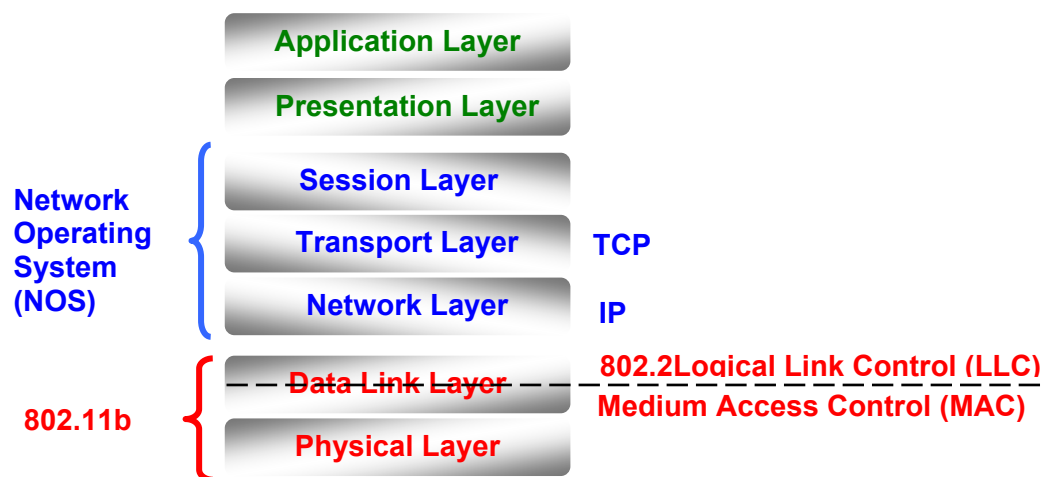 Application Layer
Presentation Layer
Session Layer
Network
Operating
System
(NOS)
Transport Layer
TCP
Network Layer
IP
802.2Logical Link Control (LLC)
Data Link Layer
Medium Access Control (MAC)
802.11b
Physical Layer